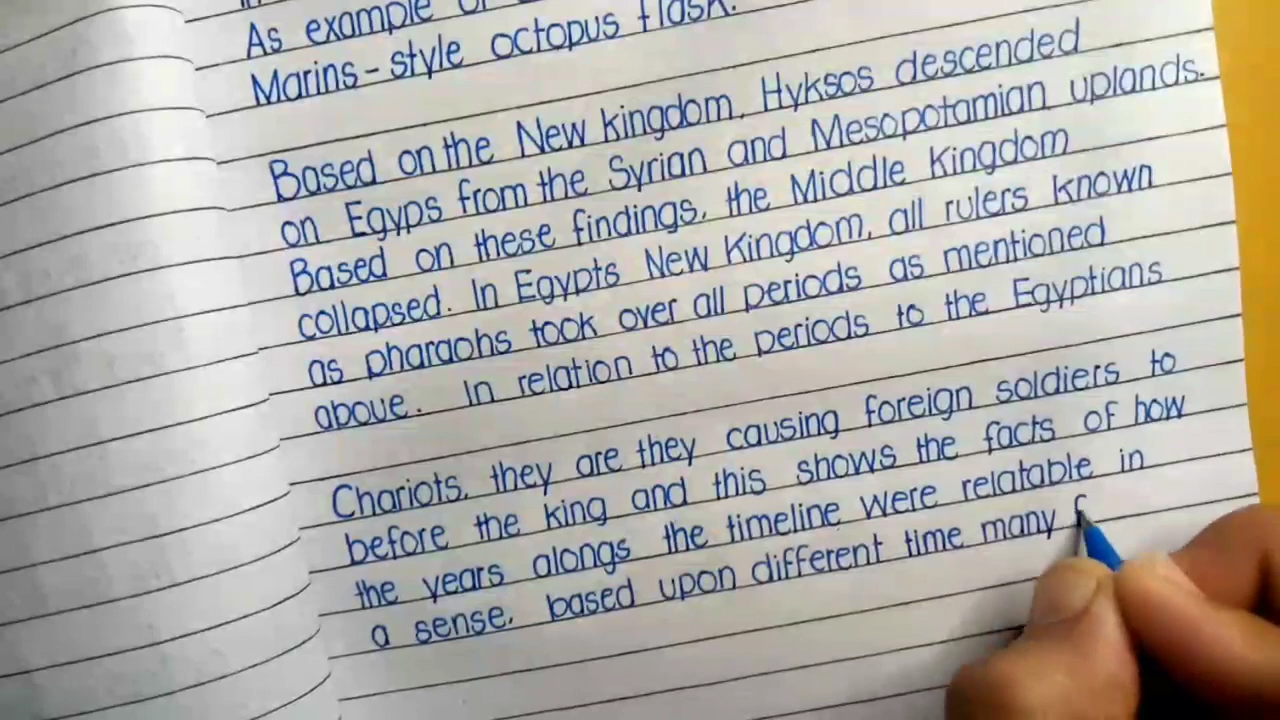 As example
Marins-style octopus flask.
Based on the New kingdom, Hyksos descended
on Egyps from the Syrian and Mesopotamian uplands.
Based on these findings, the Middle Kingdom
collapsed. In Egypts New Kingdom, all rulers known
as pharaohs took over all periods as mentioned
above. In relation to the periods to the Egyptians
Chariots, they are they causing foreign soldiers to
before the king and this shows the facts of how
the years alongs the timeline were relatable in
a sense, based upon different time many